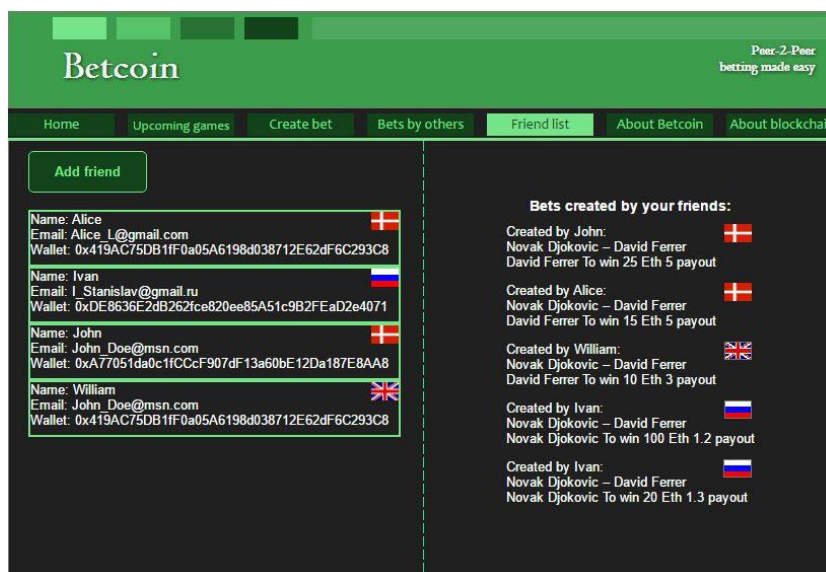 Betcoin
Peer-2-Peer
betting made easy
Home
Upcoming games
Create bet
Bets by others
Friend list
About Betcoin
About blockchai
Add friend
Name: Alice
Email: Alice_L@gmail.com
Wallet: 0x419AC75DB1fF0a05A6198d038712E62dF6C293C8
Name: Ivan
Email: I_Stanislav@gmail.ru
Wallet: 0xDE8636E2dB262fce820ee85A51c9B2FEaD2e4071
Name: John
Email: John_Doe@msn.com
Wallet: 0xA77051da0c1fCCcF907dF13a60bE12Da187E8AA8
Name: William
Email: John_Doe@msn.com
Wallet: 0x419AC75DB1fF0a05A6198d038712E62dF6C293C8
Bets created by your friends:
Created by John:
Novak Djokovic – David Ferrer
David Ferrer To win 25 Eth 5 payout
Created by Alice:
Novak Djokovic – David Ferrer
David Ferrer To win 15 Eth 5 payout
Created by William:
Novak Djokovic – David Ferrer
David Ferrer To win 10 Eth 3 payout
Created by Ivan:
Novak Djokovic – David Ferrer
Novak Djokovic To win 100 Eth 1.2 payout
Created by Ivan:
Novak Djokovic – David Ferrer
Novak Djokovic To win 20 Eth 1.3 payout